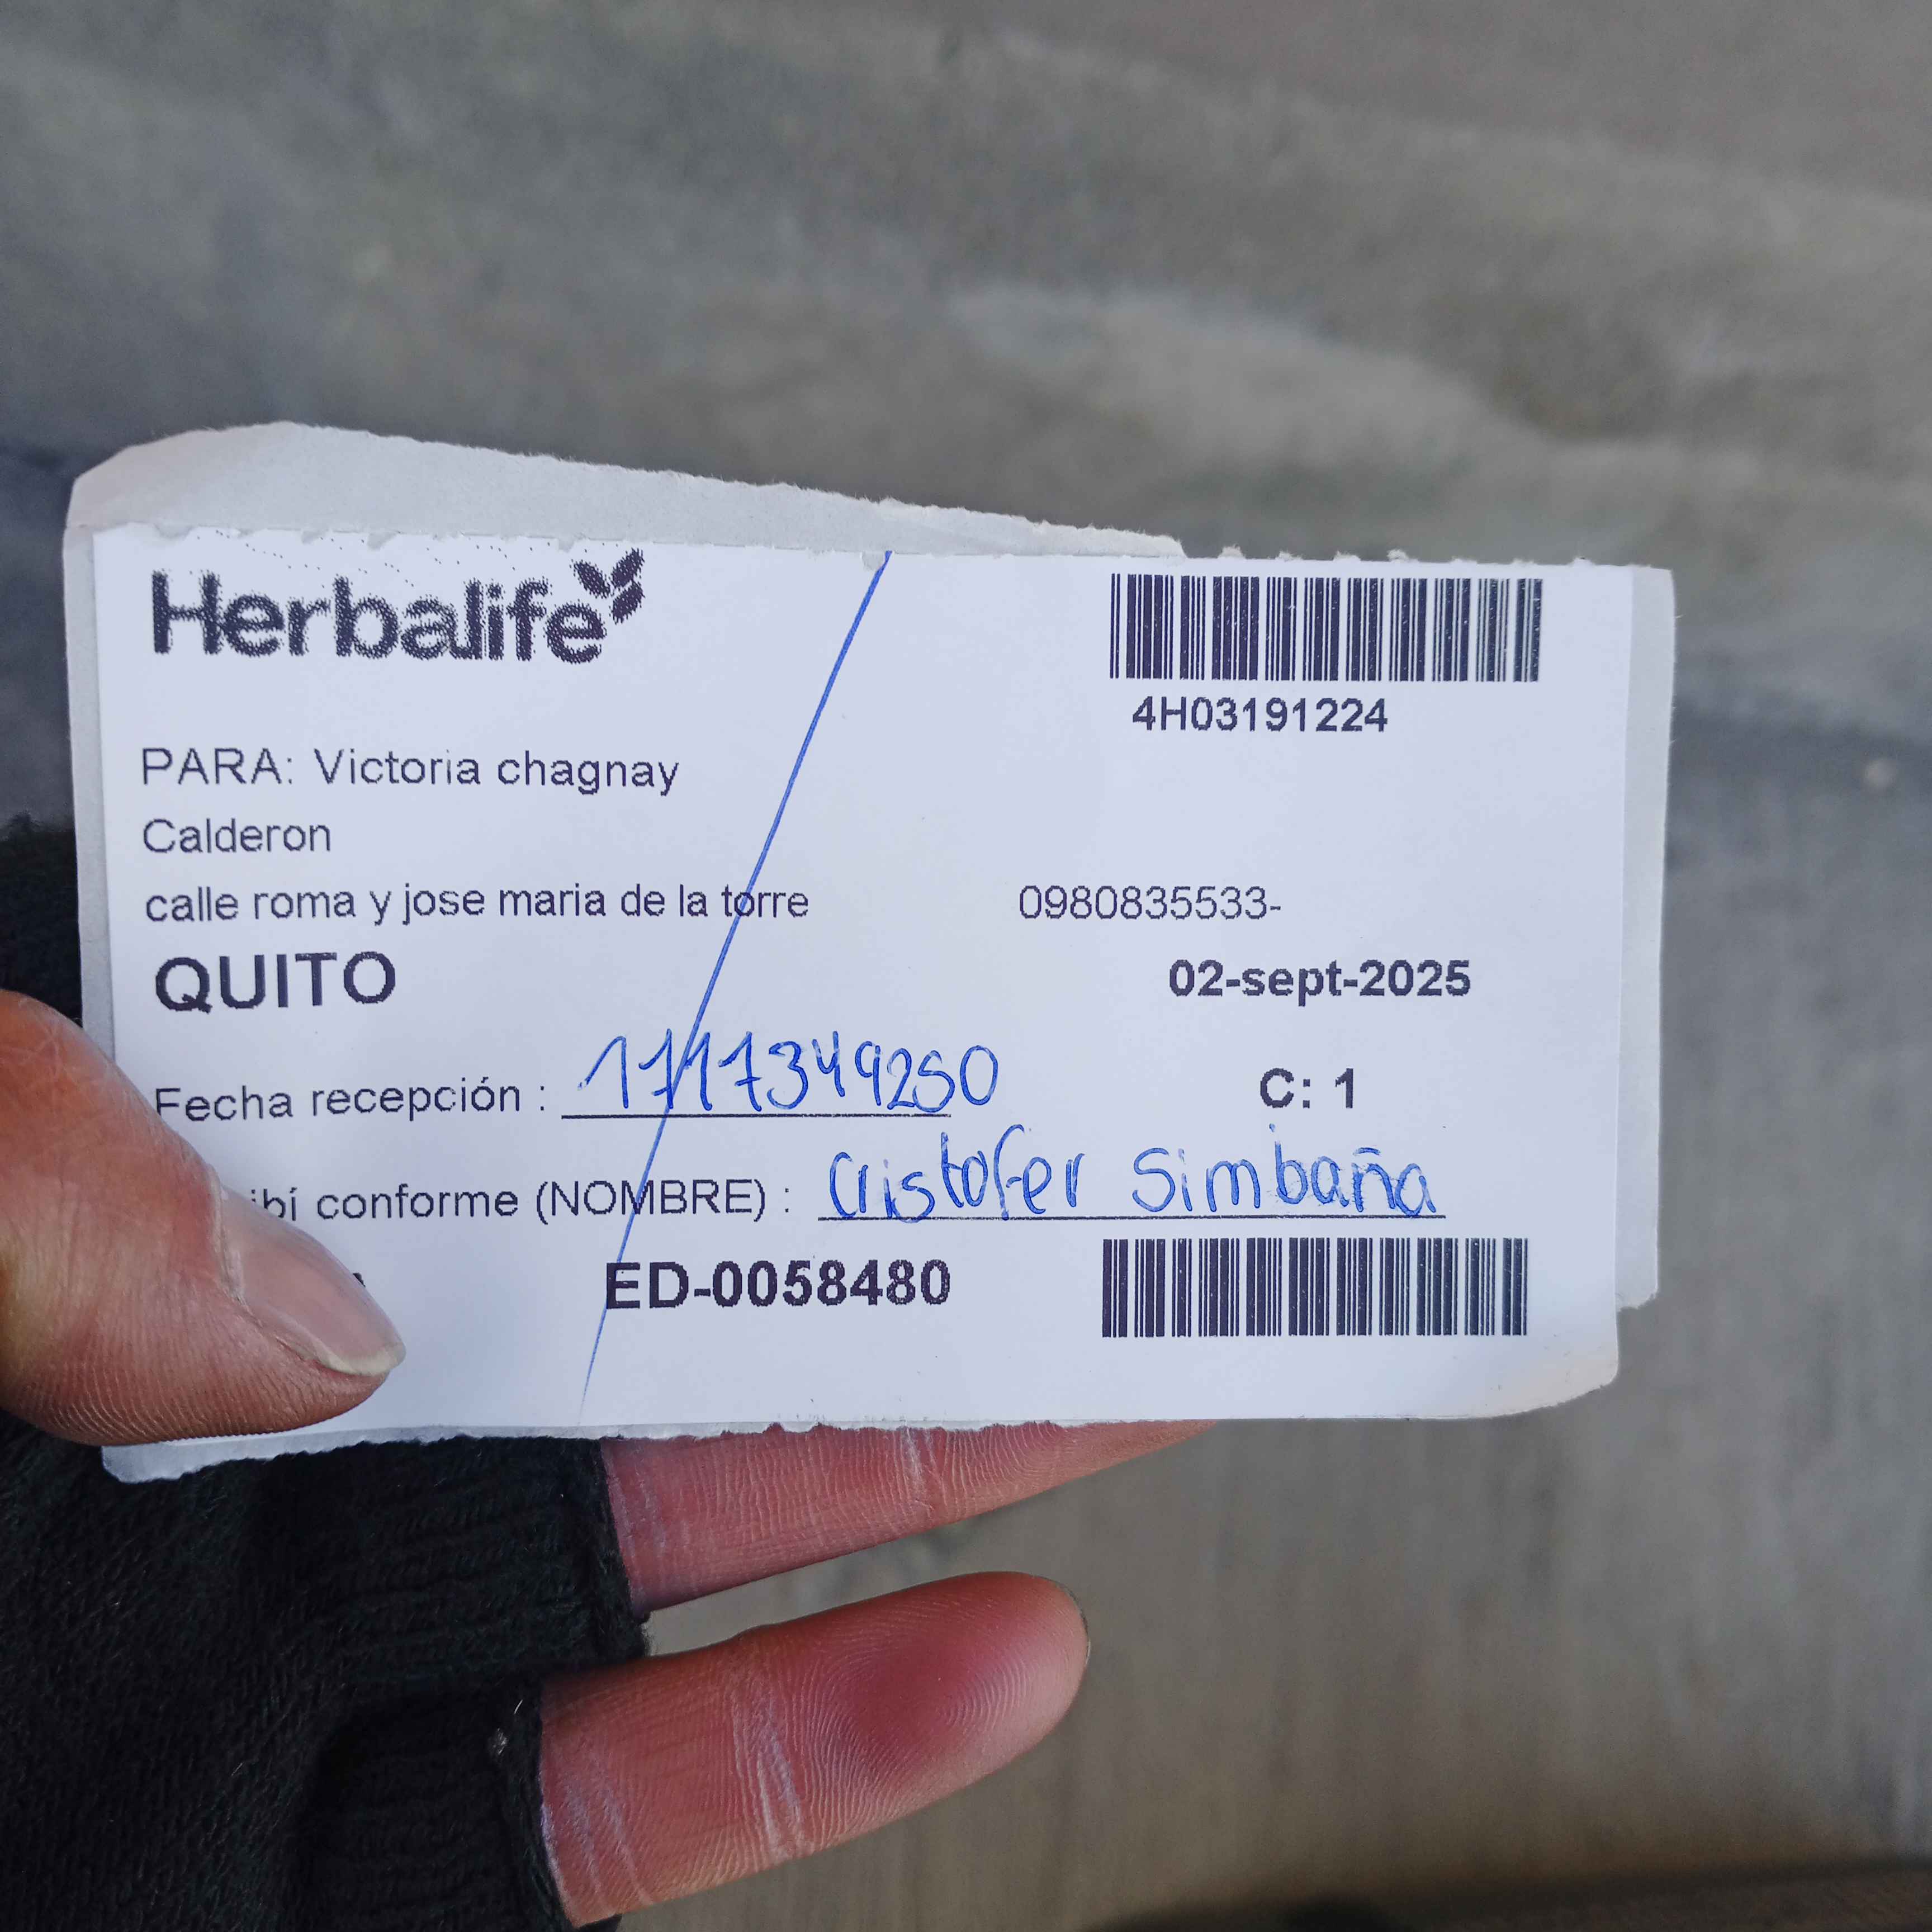 Herbalife
4H03191224
PARA: Victoria chagnay
Calderon
calle roma y jose maria de la torre 0980835533-
QUITO 02-sept-2025
Fecha recepción : 1717349250 C: 1
ibí conforme (NOMBRE) : Cristofer Simbaña
ED-0058480